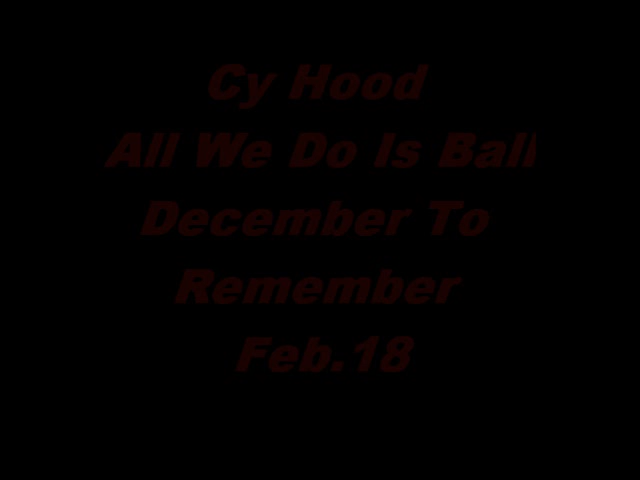 Cy Hood
All We Do Is Ball
December To
Remember
Feb.18